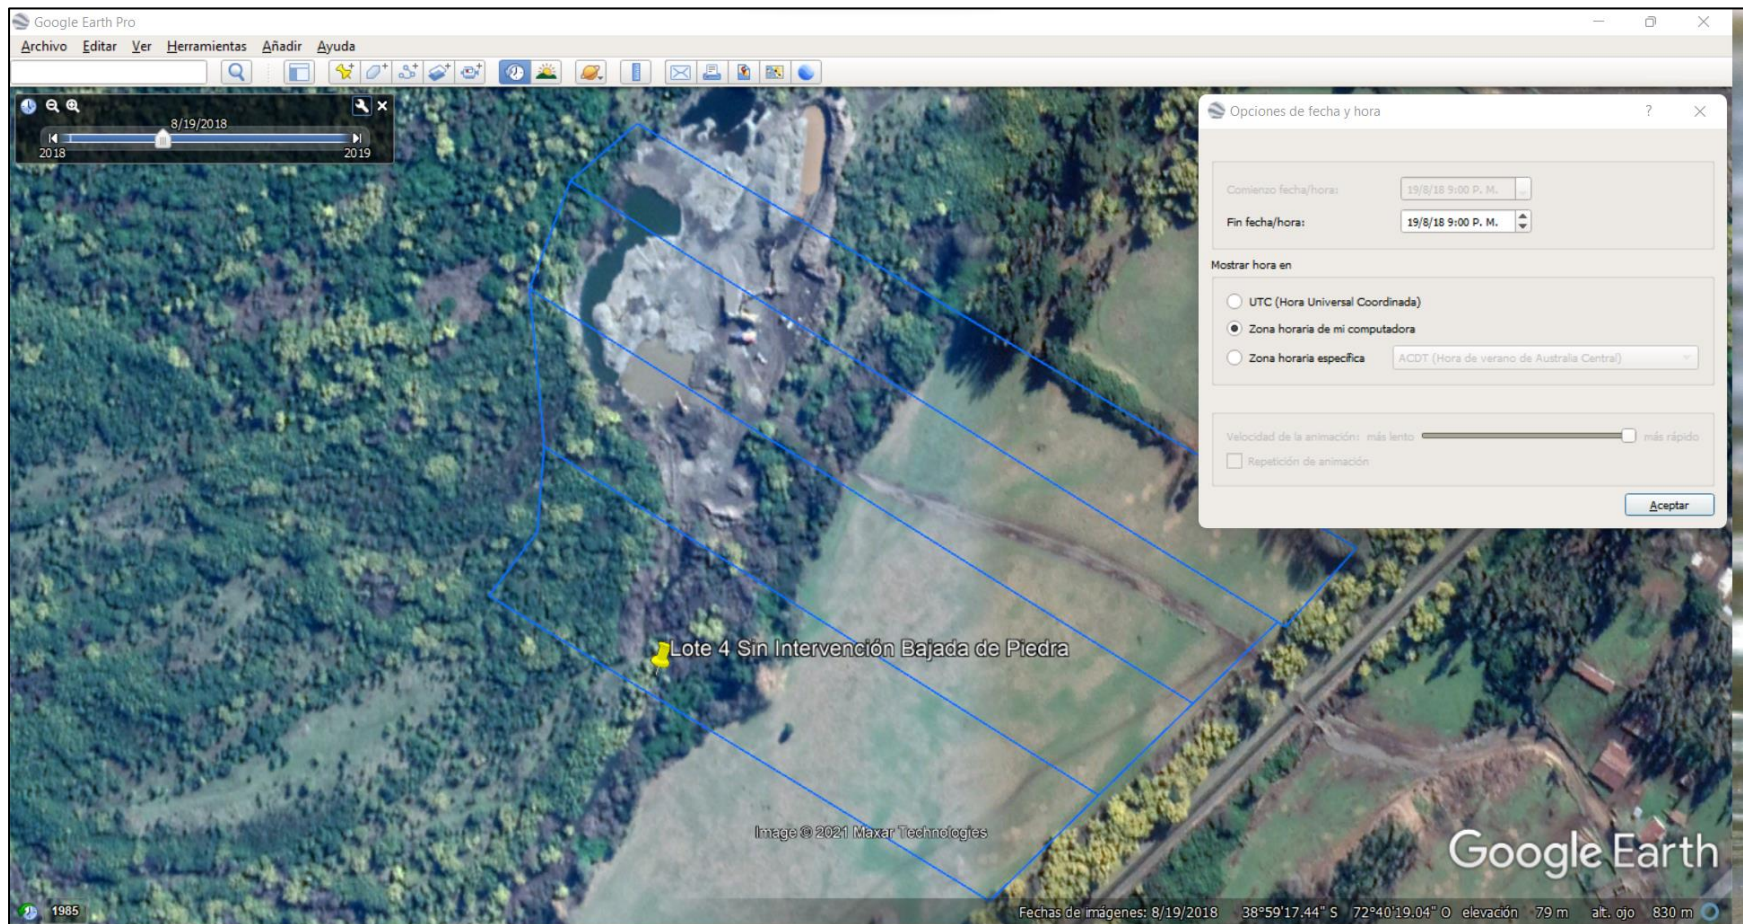 Google Earth Pro
Archivo Editar Ver Herramientas Añadir Ayuda
8/19/2018
2018 2019
Opciones de fecha y hora
Comienzo fecha/hora: 19/8/18 9:00 P. M.
Fin fecha/hora: 19/8/18 9:00 P. M.
Mostrar hora en
UTC (Hora Universal Coordinada)
Zona horaria de mi computadora
Zona horaria específica ACDT (Hora de verano de Australia Central)
Velocidad de la animación: más lento más rápido
Repetición de animación
Aceptar
Lote 4 Sin Intervención Bajada de Piedra
Image © 2021 Maxar Technologies
Google Earth
1985
Fechas de imágenes: 8/19/2018 38°59'17.44" S 72°40'19.04" O elevación 79 m alt. ojo 830 m